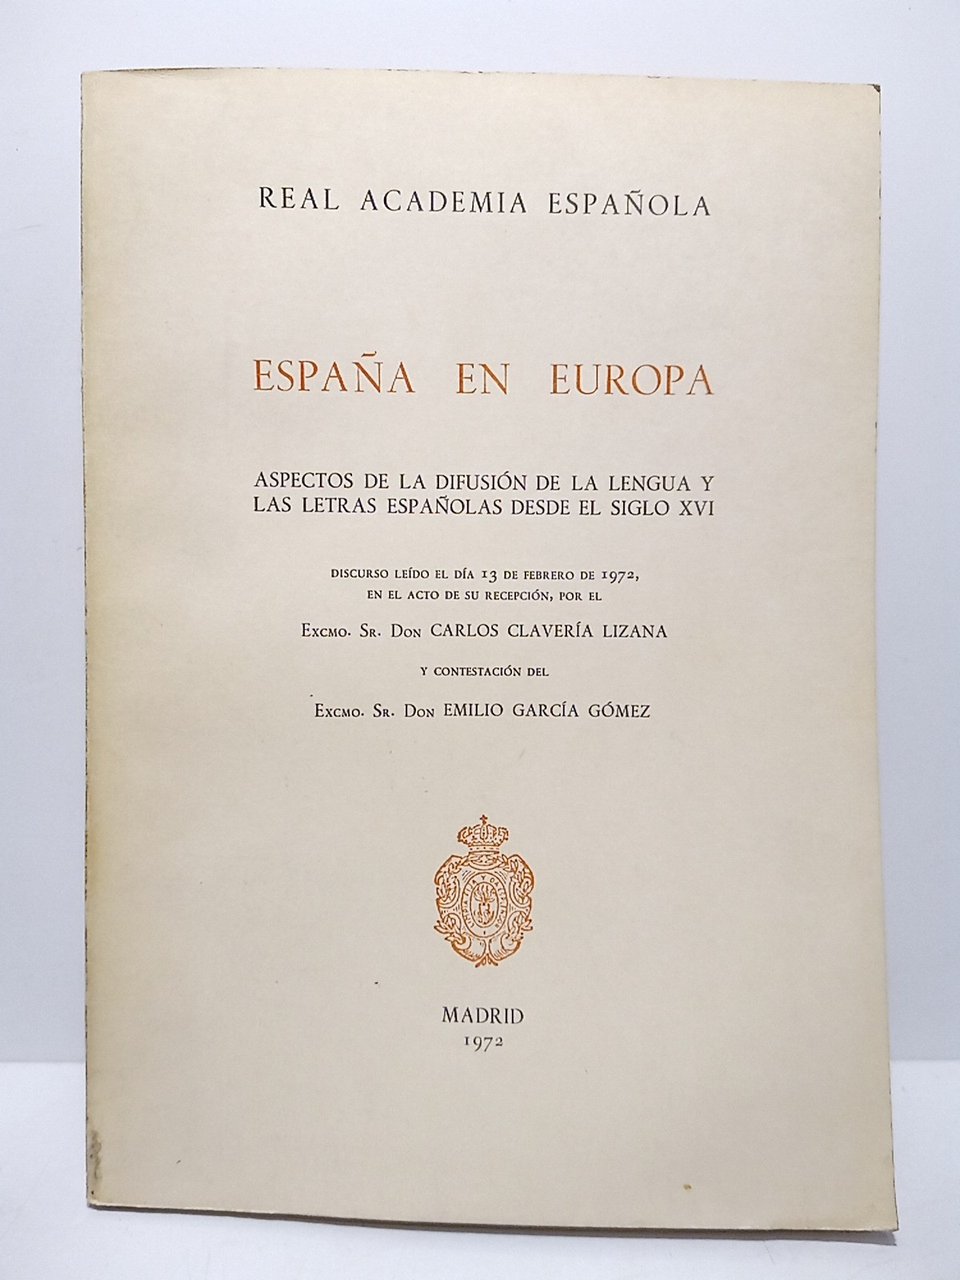 REAL ACADEMIA ESPAÑOLA
ESPAÑA EN EUROPA
ASPECTOS DE LA DIFUSIÓN DE LA LENGUA Y
LAS LETRAS ESPAÑOLAS DESDE EL SIGLO XVI
DISCURSO LEÍDO EL DÍA 13 DE FEBRERO DE 1972,
EN EL ACTO DE SU RECEPCIÓN, POR EL
EXCMO. SR. DON CARLOS CLAVERÍA LIZANA
Y CONTESTACIÓN DEL
EXCMO. SR. DON EMILIO GARCÍA GÓMEZ
MADRID
1972